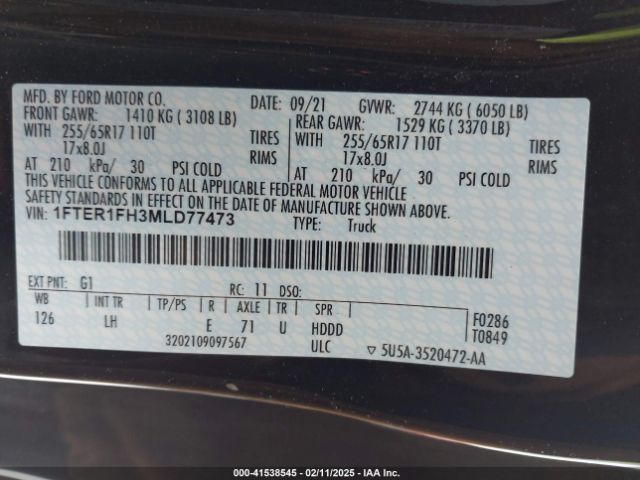 MFD. BY FORD MOTOR CO. DATE: 09/21 GVWR: 2744 KG ( 6050 LB)
FRONT GAWR: 1410 KG ( 3108 LB) REAR GAWR: 1529 KG ( 3370 LB)
WITH 255/65R17 110T TIRES WITH 255/65R17 110T TIRES
17x8.0J RIMS 17x8.0J RIMS
AT 210 kPa/ 30 PSI COLD AT 210 kPa/ 30 PSI COLD
THIS VEHICLE CONFORMS TO ALL APPLICABLE FEDERAL MOTOR VEHICLE
SAFETY STANDARDS IN EFFECT ON THE DATE OF MANUFACTURE SHOWN ABOVE.
VIN: 1FTER1FH3MLD77473 TYPE: Truck
EXT PNT: G1 RC: 11 DSO:
WB INT TR TP/PS R AXLE TR SPR F0286
126 LH E 71 U HDDD T0849
3202109097567 ULC ▽ 5U5A-3520472-AA
000-41538545 - 02/11/2025 - IAA Inc.